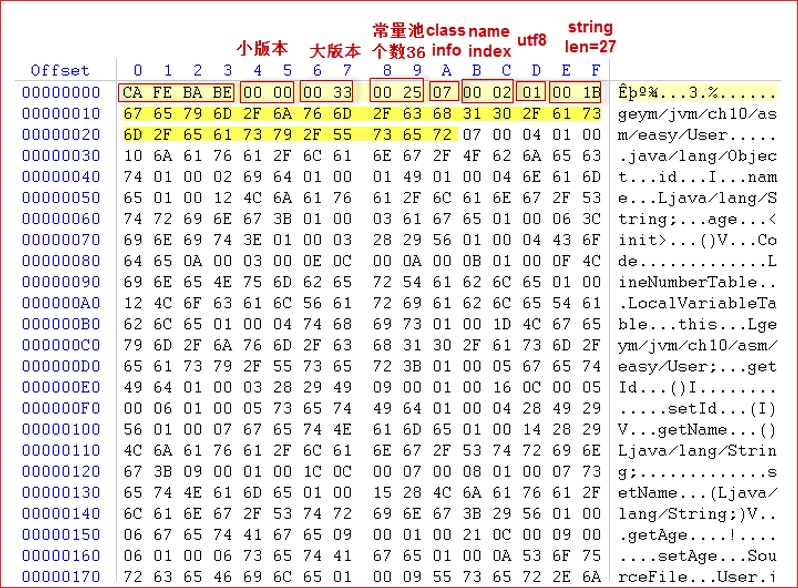 小版本 大版本 常量池个数36 class info name index utf8 string len=27
Offset 0 1 2 3 4 5 6 7 8 9 A B C D E F
00000000 CA FE BA BE 00 00 00 33 00 25 07 00 02 01 00 1B Êþº¾...3.%......
00000010 67 65 79 6D 2F 6A 76 6D 2F 63 68 31 30 2F 61 73 geym/jvm/ch10/as
00000020 6D 2F 65 61 73 79 2F 55 73 65 72 07 00 04 01 00 m/easy/User.....
00000030 10 6A 61 76 61 2F 6C 61 6E 67 2F 4F 62 6A 65 63 .java/lang/Objec
00000040 74 01 00 02 69 64 01 00 01 49 01 00 04 6E 61 6D t...id...I...nam
00000050 65 01 00 12 4C 6A 61 76 61 2F 6C 61 6E 67 2F 53 e...Ljava/lang/S
00000060 74 72 69 6E 67 3B 01 00 03 61 67 65 01 00 06 3C tring;...age...<
00000070 69 6E 69 74 3E 01 00 03 28 29 56 01 00 04 43 6F init>...()V...Co
00000080 64 65 0A 00 03 00 0E 0C 00 0A 00 0B 01 00 0F 4C de.............L
00000090 69 6E 65 4E 75 6D 62 65 72 54 61 62 6C 65 01 00 ineNumberTable..
000000A0 12 4C 6F 63 61 6C 56 61 72 69 61 62 6C 65 54 61 .LocalVariableTa
000000B0 62 6C 65 01 00 04 74 68 69 73 01 00 1D 4C 67 65 ble...this...Lge
000000C0 79 6D 2F 6A 76 6D 2F 63 68 31 30 2F 61 73 6D 2F ym/jvm/ch10/asm/
000000D0 65 61 73 79 2F 55 73 65 72 3B 01 00 05 67 65 74 easy/User;...get
000000E0 49 64 01 00 03 28 29 49 09 00 01 00 16 0C 00 05 Id...()I........
000000F0 00 06 01 00 05 73 65 74 49 64 01 00 04 28 49 29 .....setId...(I)
00000100 56 01 00 07 67 65 74 4E 61 6D 65 01 00 14 28 29 V...getName...()
00000110 4C 6A 61 76 61 2F 6C 61 6E 67 2F 53 74 72 69 6E Ljava/lang/Strin
00000120 67 3B 09 00 01 00 1C 0C 00 07 00 08 01 00 07 73 g;.............s
00000130 65 74 4E 61 6D 65 01 00 15 28 4C 6A 61 76 61 2F etName...(Ljava/
00000140 6C 61 6E 67 2F 53 74 72 69 6E 67 3B 29 56 01 00 lang/String;)V..
00000150 06 67 65 74 41 67 65 09 00 01 00 21 0C 00 09 00 .getAge....!....
00000160 06 01 00 06 73 65 74 41 67 65 01 00 0A 53 6F 75 ....setAge...Sou
00000170 72 63 65 46 69 6C 65 01 00 09 55 73 65 72 2E 6A rceFile...User.j